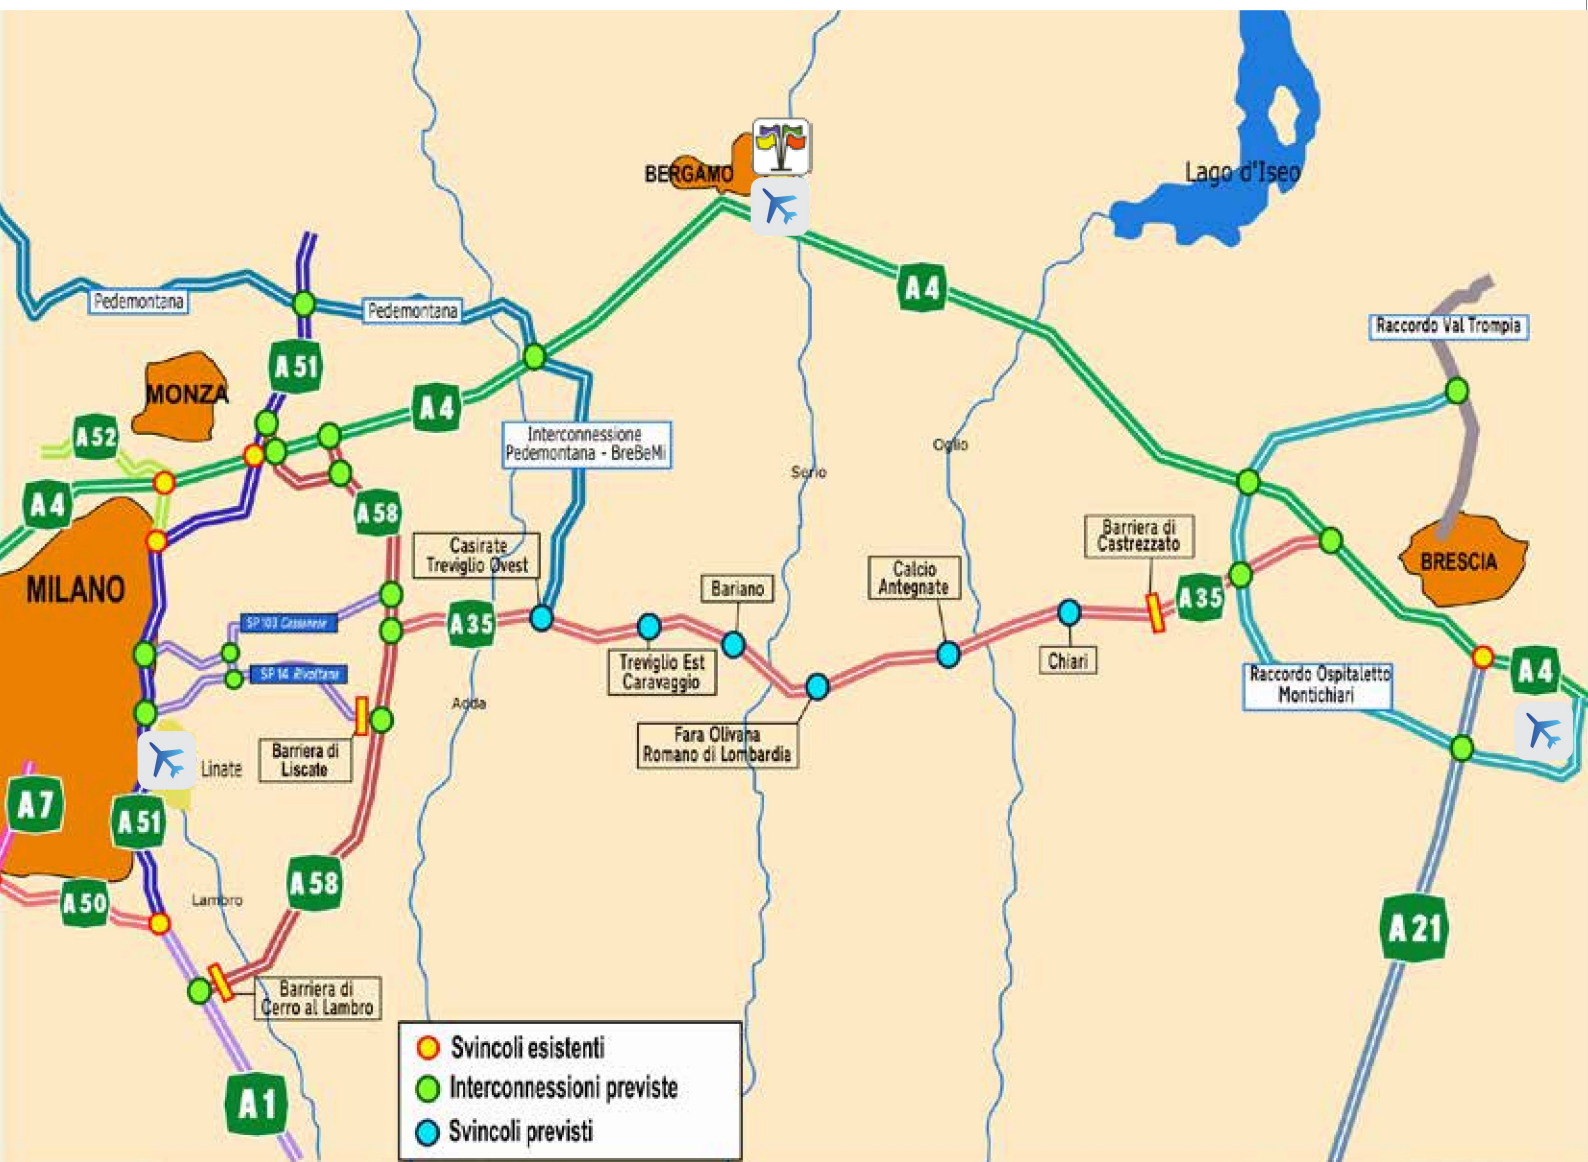 BERGAMO
Lago d'Iseo
A 4
Pedemontana
Pedemontana
Raccordo Val Trompia
A 51
MONZA
A 4
A 52
Interconnessione
Pedemontana - BreBeMi
Oglio
Serio
A 4
A 58
Casirate
Treviglio Ovest
Barriera di
Castrezzato
BRESCIA
MILANO
Calcio
Antegnate
Bariano
A 35
SP 103 Cassanese
A 35
SP 14 Rivoltana
Treviglio Est
Caravaggio
Chiari
A 4
Raccordo Ospitaletto
Montichiari
Adda
Fara Olivana
Romano di Lombardia
Barriera di
Liscate
Linate
A 7
A 51
A 58
A 50
Lambro
A 21
Barriera di
Cerro al Lambro
A 1
Svincoli esistenti
Interconnessioni previste
Svincoli previsti